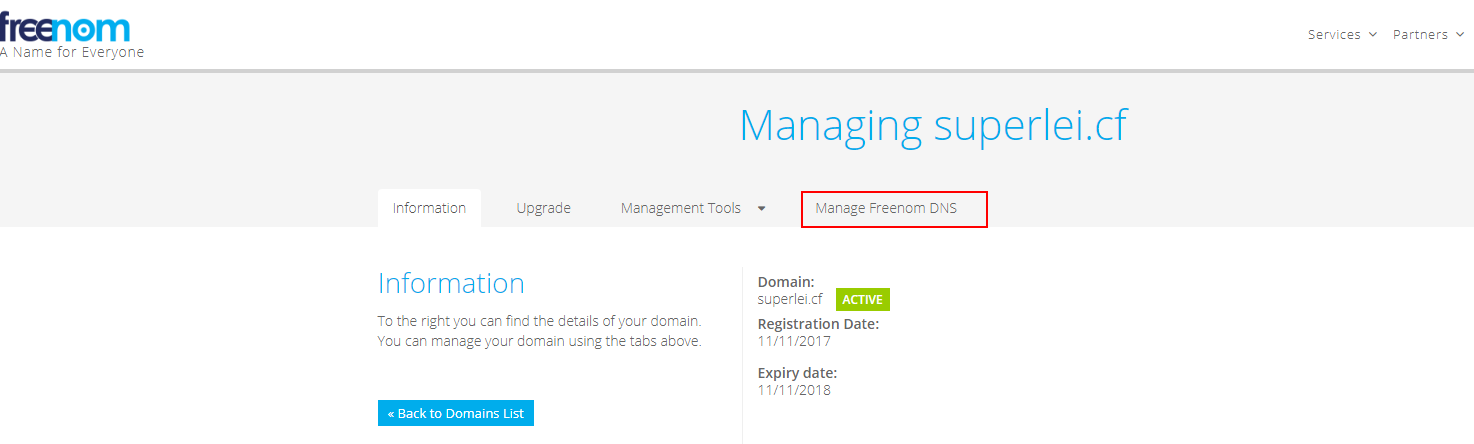 freenom
A Name for Everyone
Services
Partners
Managing superlei.cf
Information
Upgrade
Management Tools
Manage Freenom DNS
Information
To the right you can find the details of your domain.
You can manage your domain using the tabs above.
« Back to Domains List
Domain:
superlei.cf ACTIVE
Registration Date:
11/11/2017
Expiry date:
11/11/2018